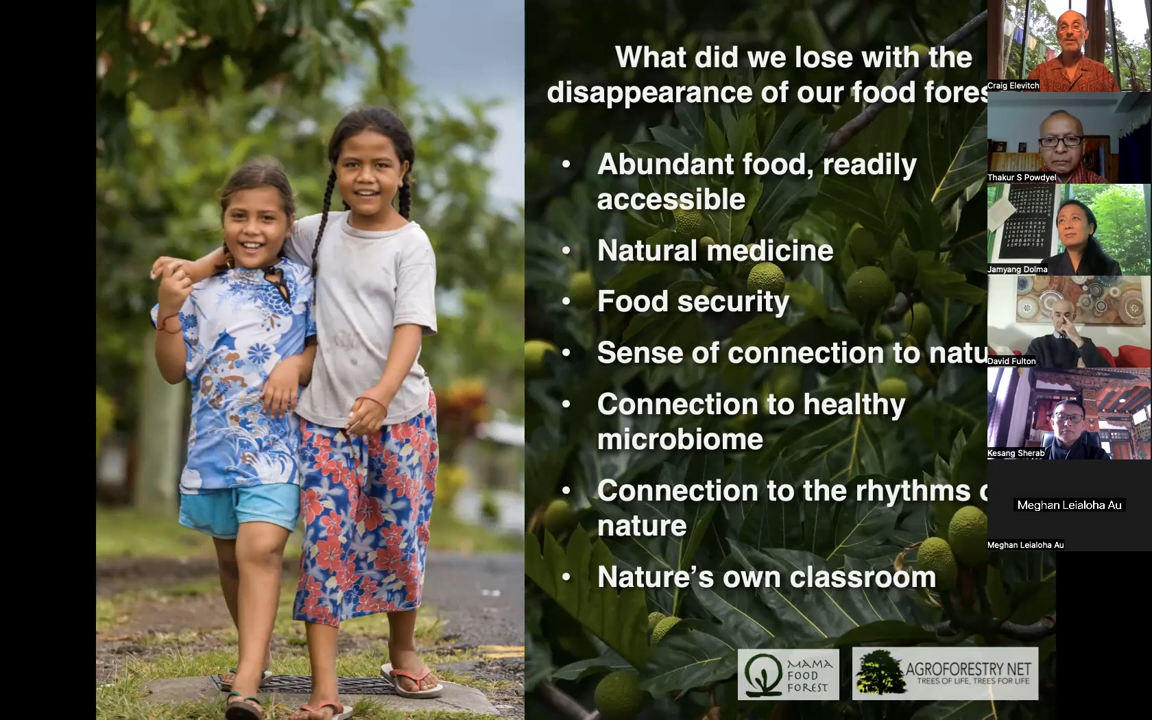 What did we lose with the
disappearance of our food fores
• Abundant food, readily
accessible
• Natural medicine
• Food security
• Sense of connection to natu
• Connection to healthy
microbiome
• Connection to the rhythms o
nature
• Nature’s own classroom
MAMA
FOOD
FOREST
AGROFORESTRY NET
TREES OF LIFE, TREES FOR LIFE
Craig Elevitch
Thakur S Powdyel
Jamyang Dolma
David Fulton
Kesang Sherab
Meghan Leialoha Au
Meghan Leialoha Au